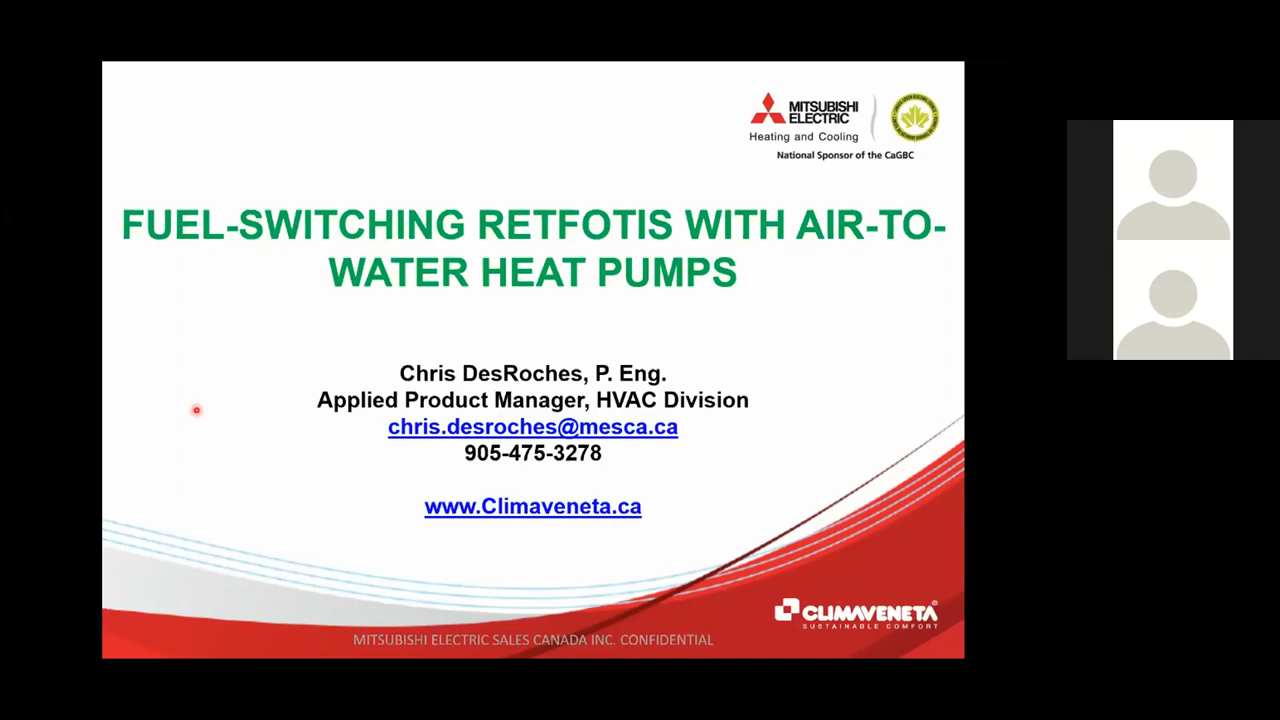 MITSUBISHI
ELECTRIC
Heating and Cooling
National Sponsor of the CaGBC
FUEL-SWITCHING RETFOTIS WITH AIR-TO-
WATER HEAT PUMPS
Chris DesRoches, P. Eng.
Applied Product Manager, HVAC Division
chris.desroches@mesca.ca
905-475-3278
www.Climaveneta.ca
CLIMAVENETA
SUSTAINABLE COMFORT
MITSUBISHI ELECTRIC SALES CANADA INC. CONFIDENTIAL